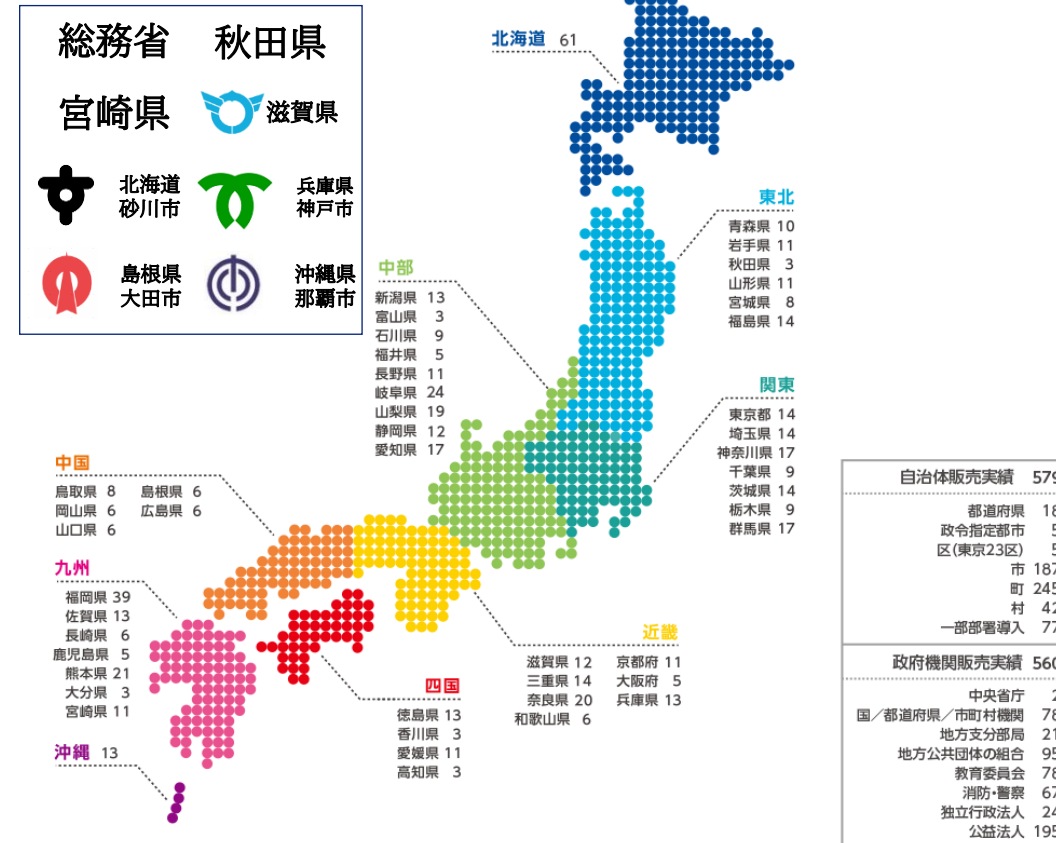 総務省 秋田県
宮崎県 滋賀県
北海道 兵庫県
砂川市 神戸市
島根県 沖縄県
大田市 那覇市
北海道 61
東北
青森県 10
岩手県 11
秋田県 3
山形県 11
宮城県 8
福島県 14
中部
新潟県 13
富山県 3
石川県 9
福井県 5
長野県 11
岐阜県 24
山梨県 19
静岡県 12
愛知県 17
関東
東京都 14
埼玉県 14
神奈川県 17
千葉県 9
茨城県 14
栃木県 9
群馬県 17
中国
鳥取県 8 島根県 6
岡山県 6 広島県 6
山口県 6
九州
福岡県 39
佐賀県 13
長崎県 6
鹿児島県 5
熊本県 21
大分県 3
宮崎県 11
沖縄 13
四国
徳島県 13
香川県 3
愛媛県 11
高知県 3
近畿
滋賀県 12 京都府 11
三重県 14 大阪府 5
奈良県 20 兵庫県 13
和歌山県 6
自治体販売実績 579
都道府県 18
政令指定都市 5
区(東京23区) 5
市 187
町 245
村 42
一部部署導入 77
政府機関販売実績 560
中央省庁 2
国/都道府県/市町村機関 78
地方支分部局 21
地方公共団体の組合 95
教育委員会 78
消防・警察 67
独立行政法人 24
公益法人 195